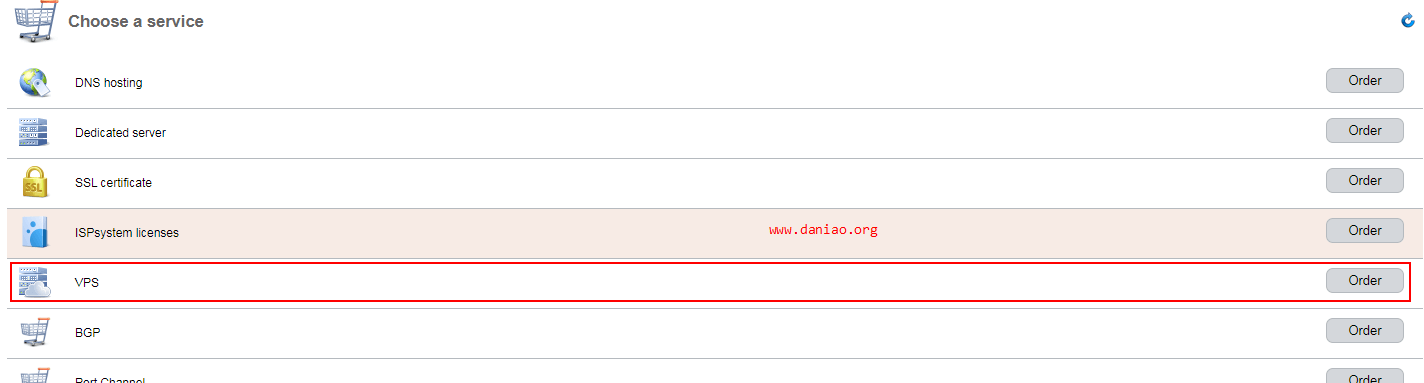 Choose a service
DNS hosting Order
Dedicated server Order
SSL
SSL certificate Order
ISPsystem licenses www.daniao.org Order
VPS Order
BGP Order
Port Channel Order